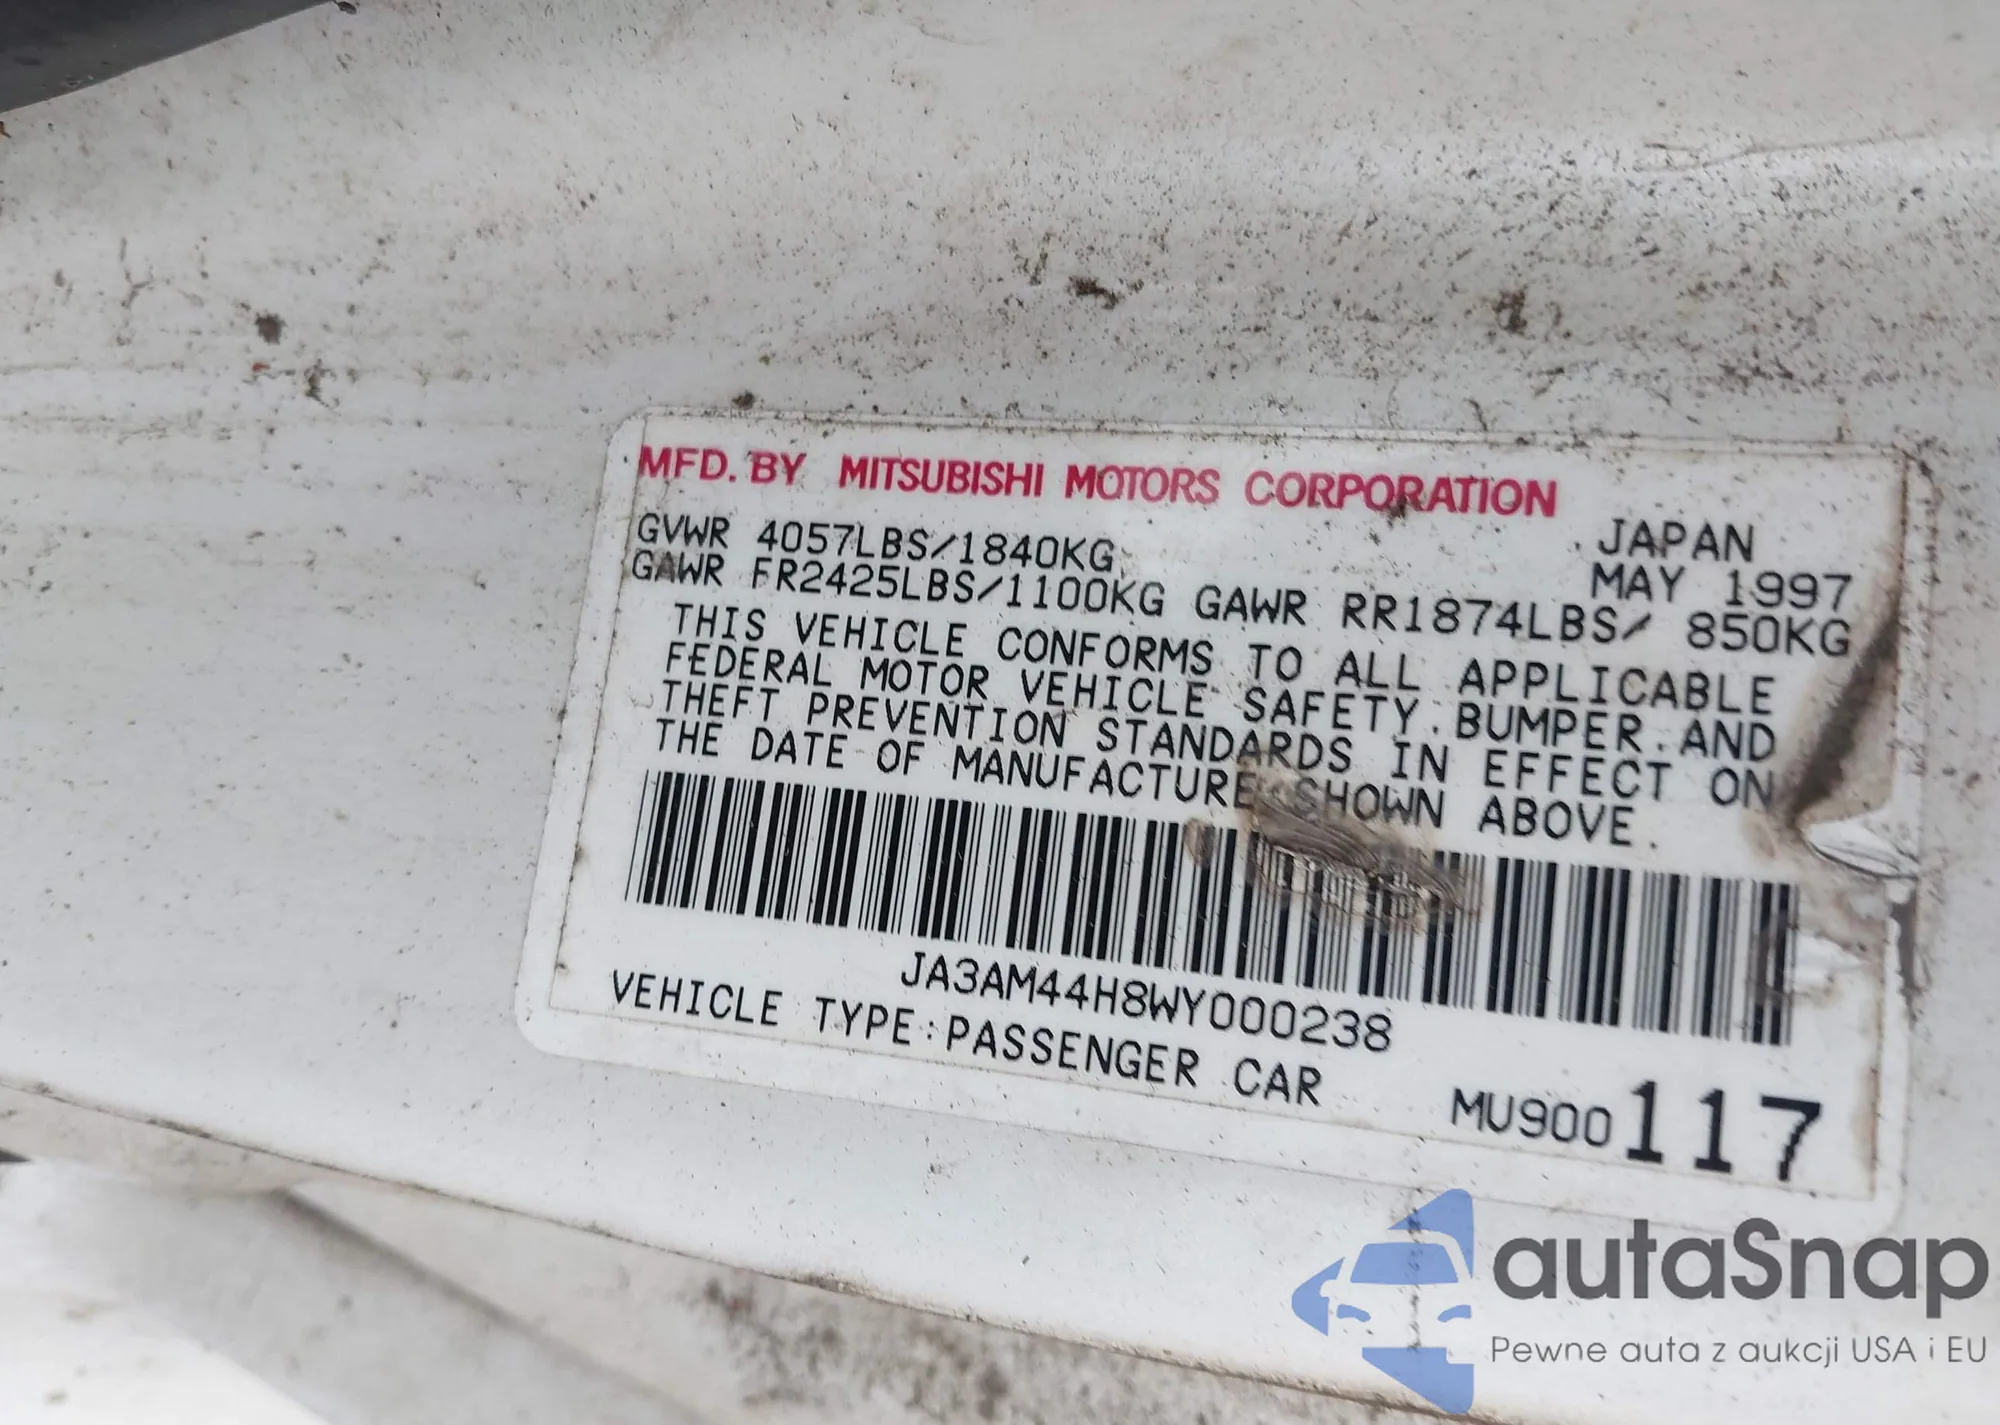 MFD. BY MITSUBISHI MOTORS CORPORATION
JAPAN
GVWR 4057LBS/1840KG
MAY 1997
GAWR FR2425LBS/1100KG GAWR RR1874LBS/ 850KG
THIS VEHICLE CONFORMS TO ALL APPLICABLE
FEDERAL MOTOR VEHICLE SAFETY, BUMPER, AND
THEFT PREVENTION STANDARDS IN EFFECT ON
THE DATE OF MANUFACTURE SHOWN ABOVE.
JA3AM44H8WY000238
VEHICLE TYPE:PASSENGER CAR
MU900117
autaSnap
Pewne auta z aukcji USA i EU